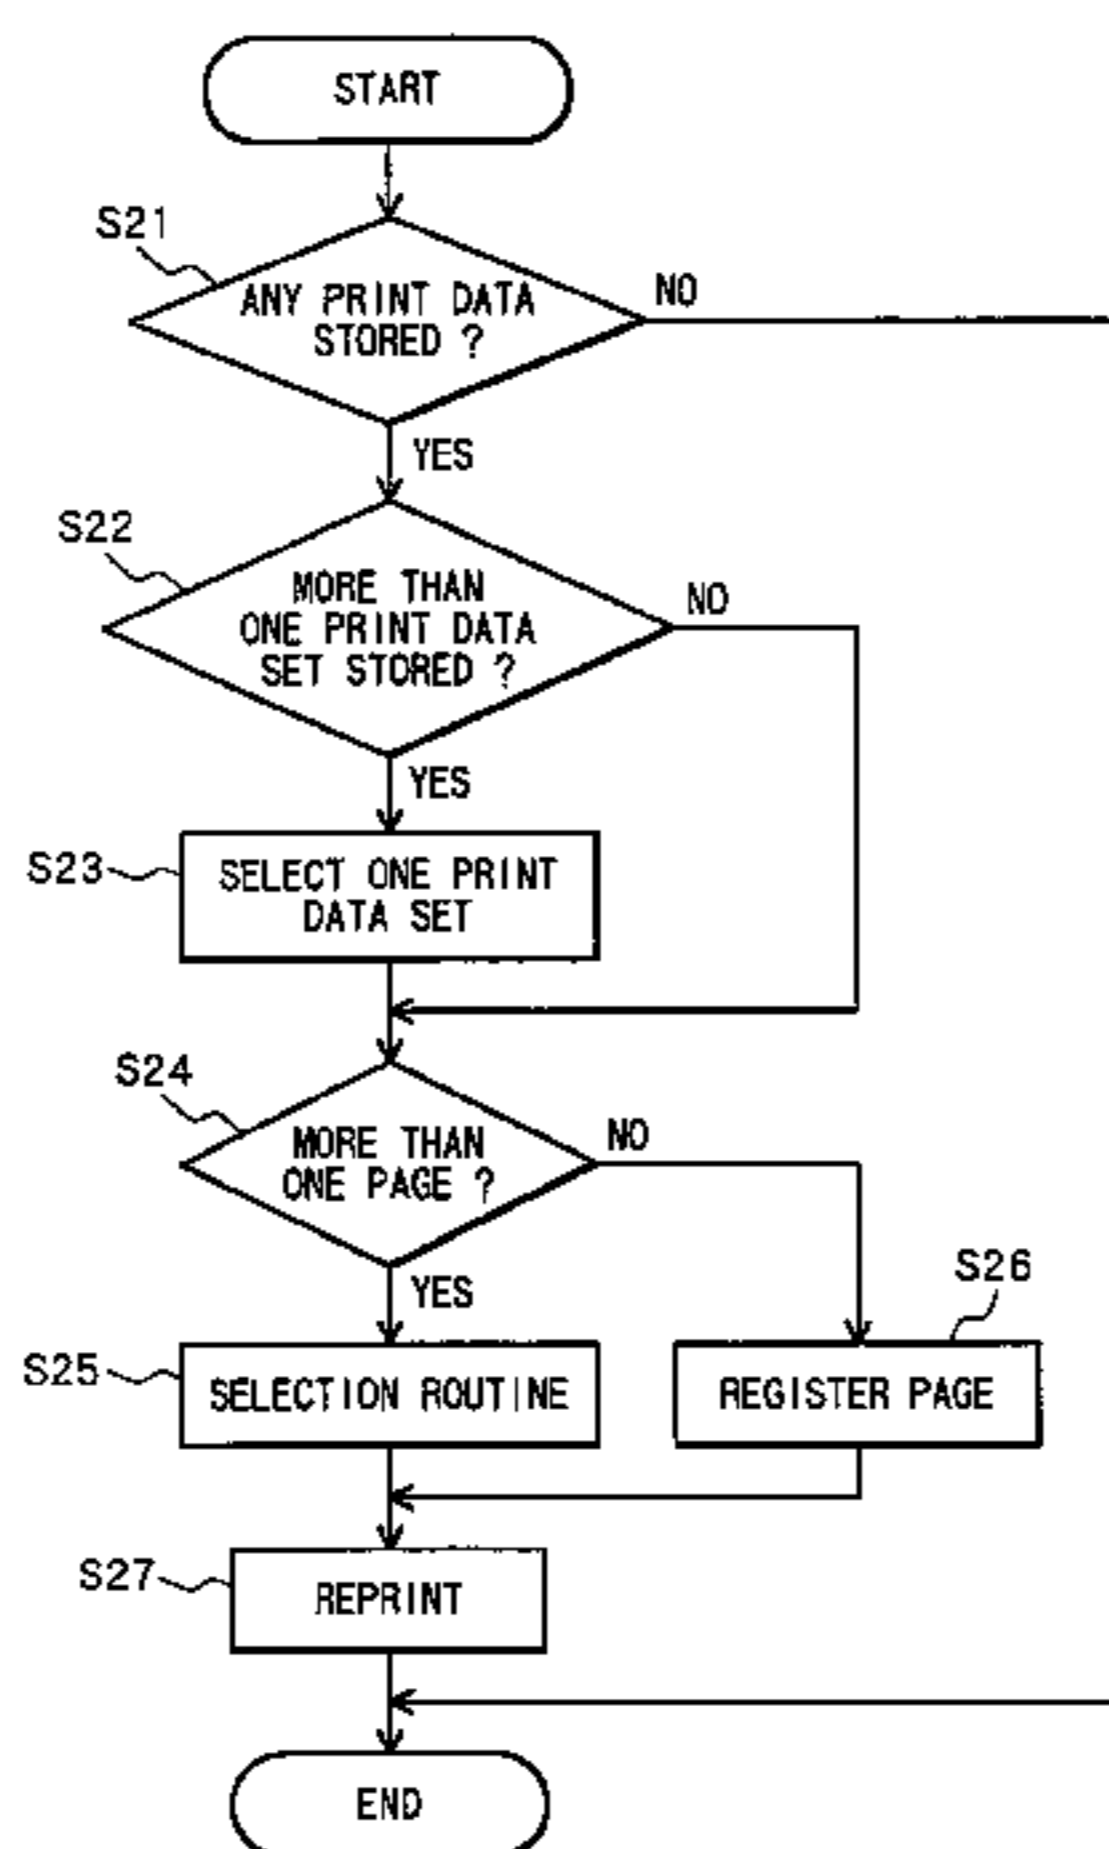 START
S21
ANY PRINT DATA
STORED ?
NO
YES
S22
MORE THAN
ONE PRINT DATA
SET STORED ?
NO
YES
S23
SELECT ONE PRINT
DATA SET
S24
MORE THAN
ONE PAGE ?
NO
YES
S26
S25
SELECTION ROUTINE
REGISTER PAGE
S27
REPRINT
END